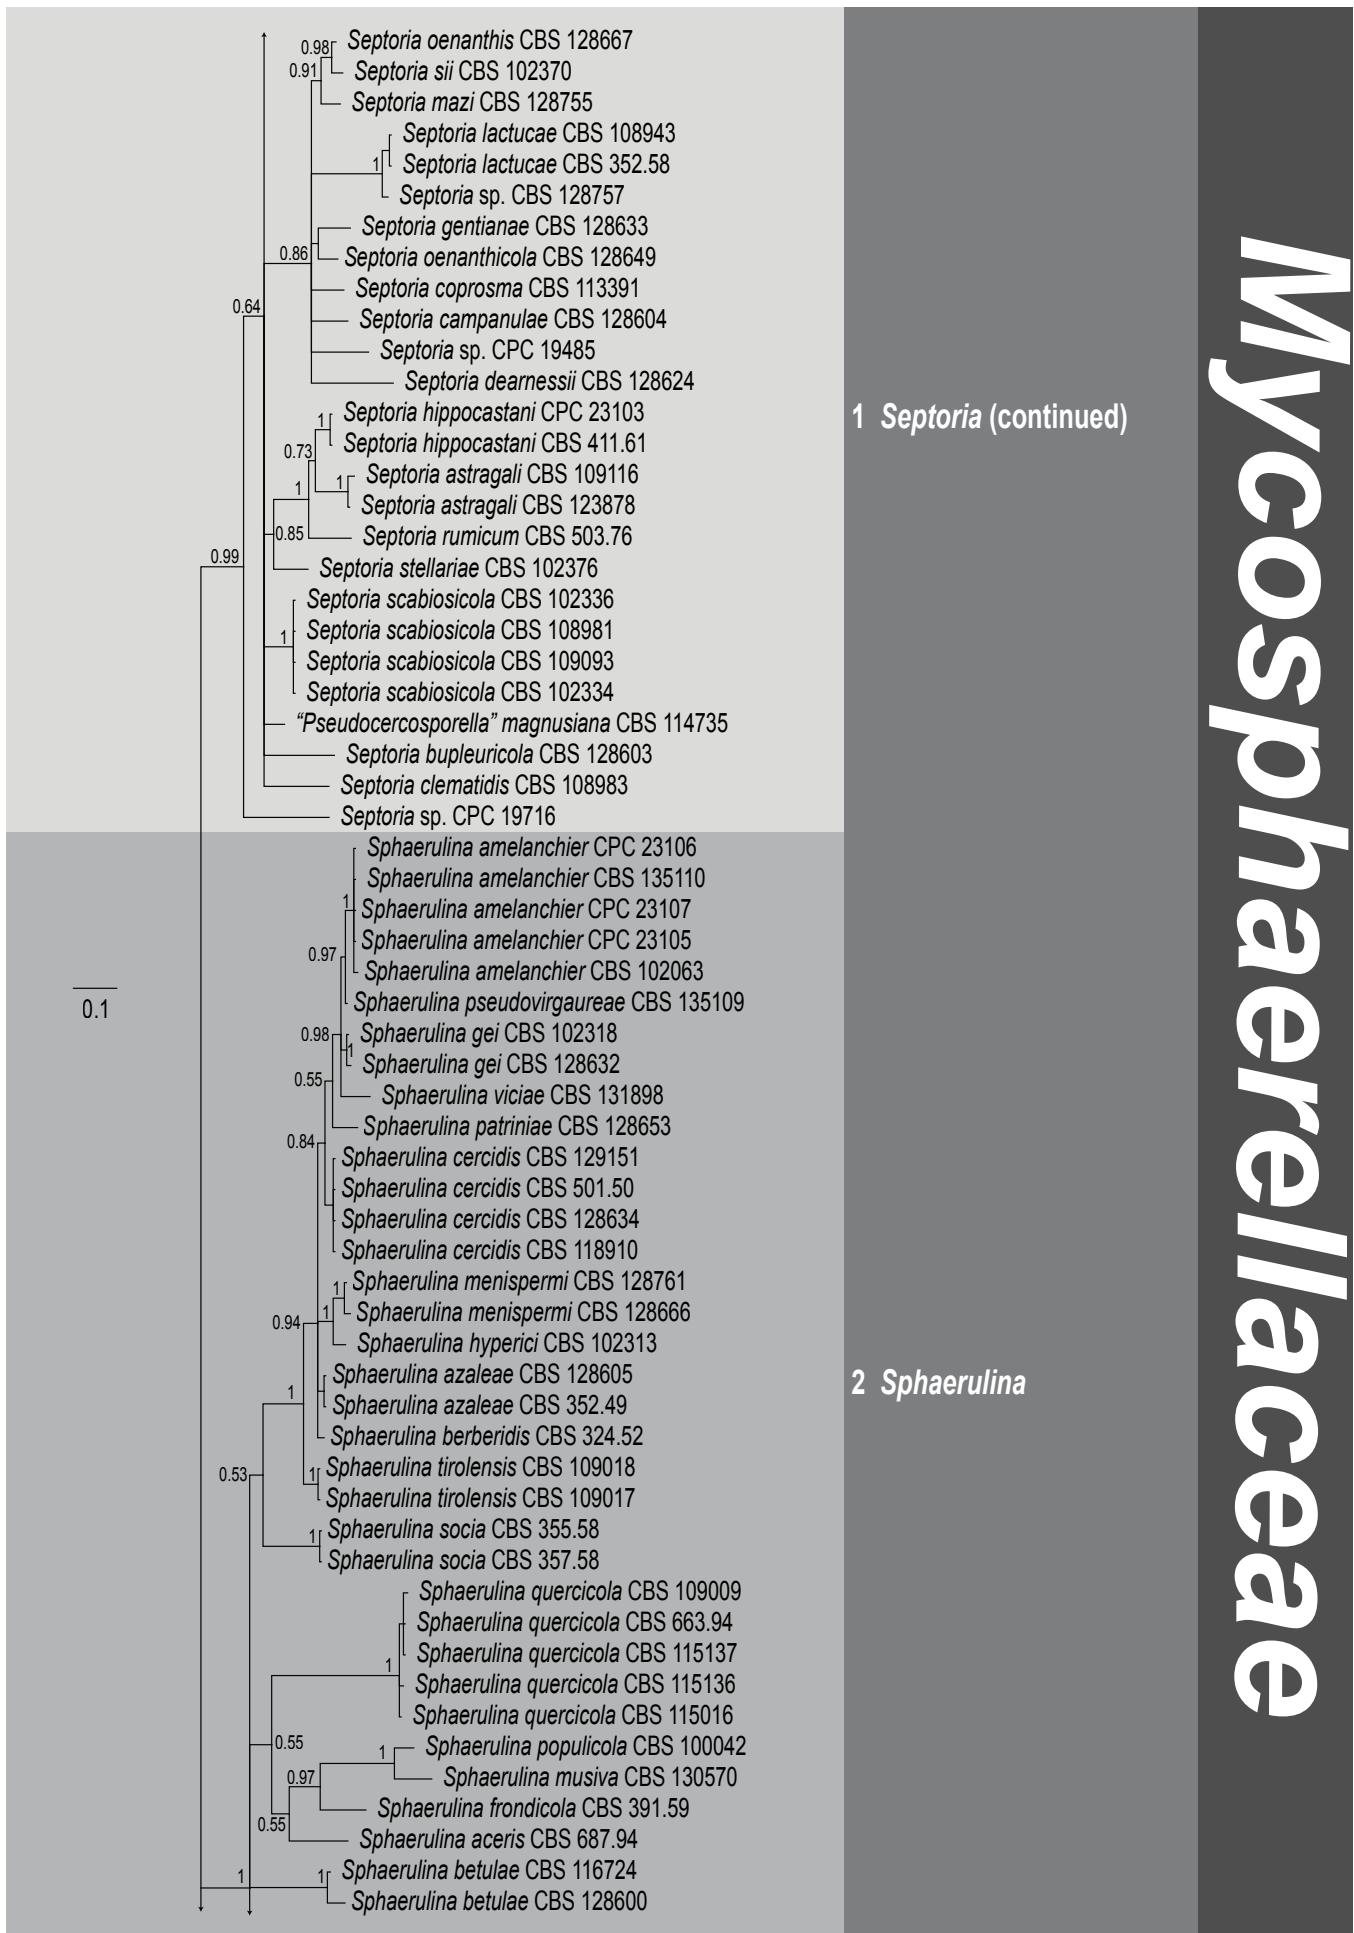 0.98
Septoria oenanthis CBS 128667
0.91
Septoria sii CBS 102370
Septoria mazi CBS 128755
Septoria lactucae CBS 108943
1
Septoria lactucae CBS 352.58
Septoria sp. CBS 128757
Septoria gentianae CBS 128633
0.86
Septoria oenanthicola CBS 128649
Septoria coprosma CBS 113391
0.64
Septoria campanulae CBS 128604
Septoria sp. CPC 19485
Septoria dearnessii CBS 128624
1
Septoria hippocastani CPC 23103
Septoria hippocastani CBS 411.61
0.73
Septoria astragali CBS 109116
1
1
Septoria astragali CBS 123878
0.85
Septoria rumicum CBS 503.76
0.99
Septoria stellariae CBS 102376
Septoria scabiosicola CBS 102336
1
Septoria scabiosicola CBS 108981
Septoria scabiosicola CBS 109093
Septoria scabiosicola CBS 102334
“Pseudocercosporella” magnusiana CBS 114735
Septoria bupleuricola CBS 128603
Septoria clematidis CBS 108983
Septoria sp. CPC 19716
1 Septoria (continued)
Sphaerulina amelanchier CPC 23106
Sphaerulina amelanchier CBS 135110
1
Sphaerulina amelanchier CPC 23107
Sphaerulina amelanchier CPC 23105
0.97
Sphaerulina amelanchier CBS 102063
Sphaerulina pseudovirgaureae CBS 135109
0.1
0.98
Sphaerulina gei CBS 102318
1
Sphaerulina gei CBS 128632
0.55
Sphaerulina viciae CBS 131898
Sphaerulina patriniae CBS 128653
0.84
Sphaerulina cercidis CBS 129151
Sphaerulina cercidis CBS 501.50
Sphaerulina cercidis CBS 128634
Sphaerulina cercidis CBS 118910
1
Sphaerulina menispermi CBS 128761
1
Sphaerulina menispermi CBS 128666
0.94
Sphaerulina hyperici CBS 102313
Sphaerulina azaleae CBS 128605
1
Sphaerulina azaleae CBS 352.49
Sphaerulina berberidis CBS 324.52
0.53
1
Sphaerulina tirolensis CBS 109018
Sphaerulina tirolensis CBS 109017
1
Sphaerulina socia CBS 355.58
Sphaerulina socia CBS 357.58
Sphaerulina quercicola CBS 109009
Sphaerulina quercicola CBS 663.94
1
Sphaerulina quercicola CBS 115137
Sphaerulina quercicola CBS 115136
Sphaerulina quercicola CBS 115016
0.55
1
Sphaerulina populicola CBS 100042
0.97
Sphaerulina musiva CBS 130570
Sphaerulina frondicola CBS 391.59
0.55
Sphaerulina aceris CBS 687.94
1
1
Sphaerulina betulae CBS 116724
Sphaerulina betulae CBS 128600
2 Sphaerulina
Mycosphaerellaceae